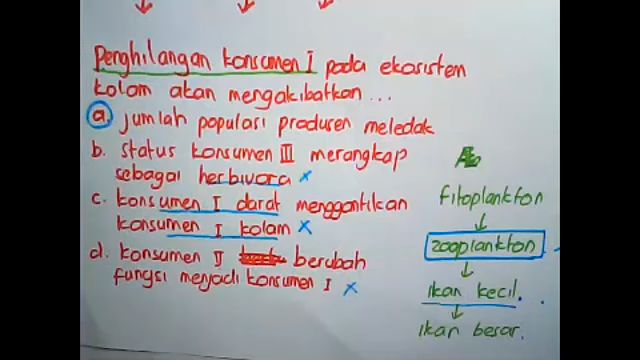 Penghilangan konsumen I pada ekosistem
kolam akan mengakibatkan ...
a. jumlah populasi produsen meledak
b. status konsumen III merangkap
sebagai herbivora x
c. konsumen I darat menggantikan
konsumen I kolam x
d. konsumen II berubah
fungsi menjadi konsumen I x
fitoplankton
↓
zooplankton
↓
ikan kecil.
↓
ikan besar.